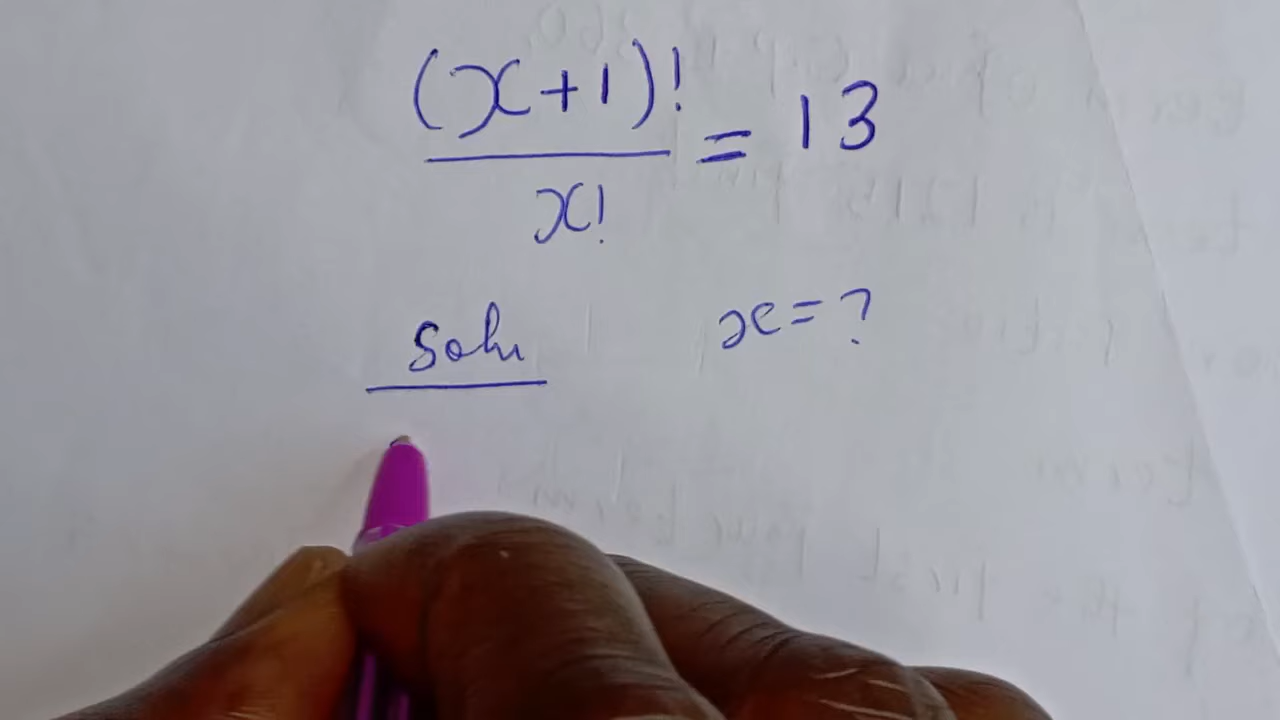 (x+1)!
/ x! = 13
Soln
x = ?